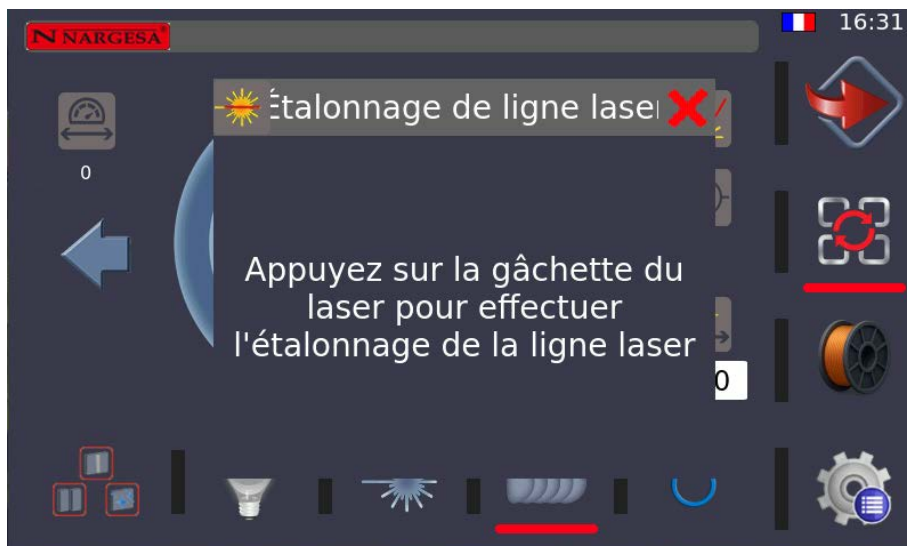 N NARGESA
16:31
Étalonnage de ligne laser
0
Appuyez sur la gâchette du
laser pour effectuer
l'étalonnage de la ligne laser
0